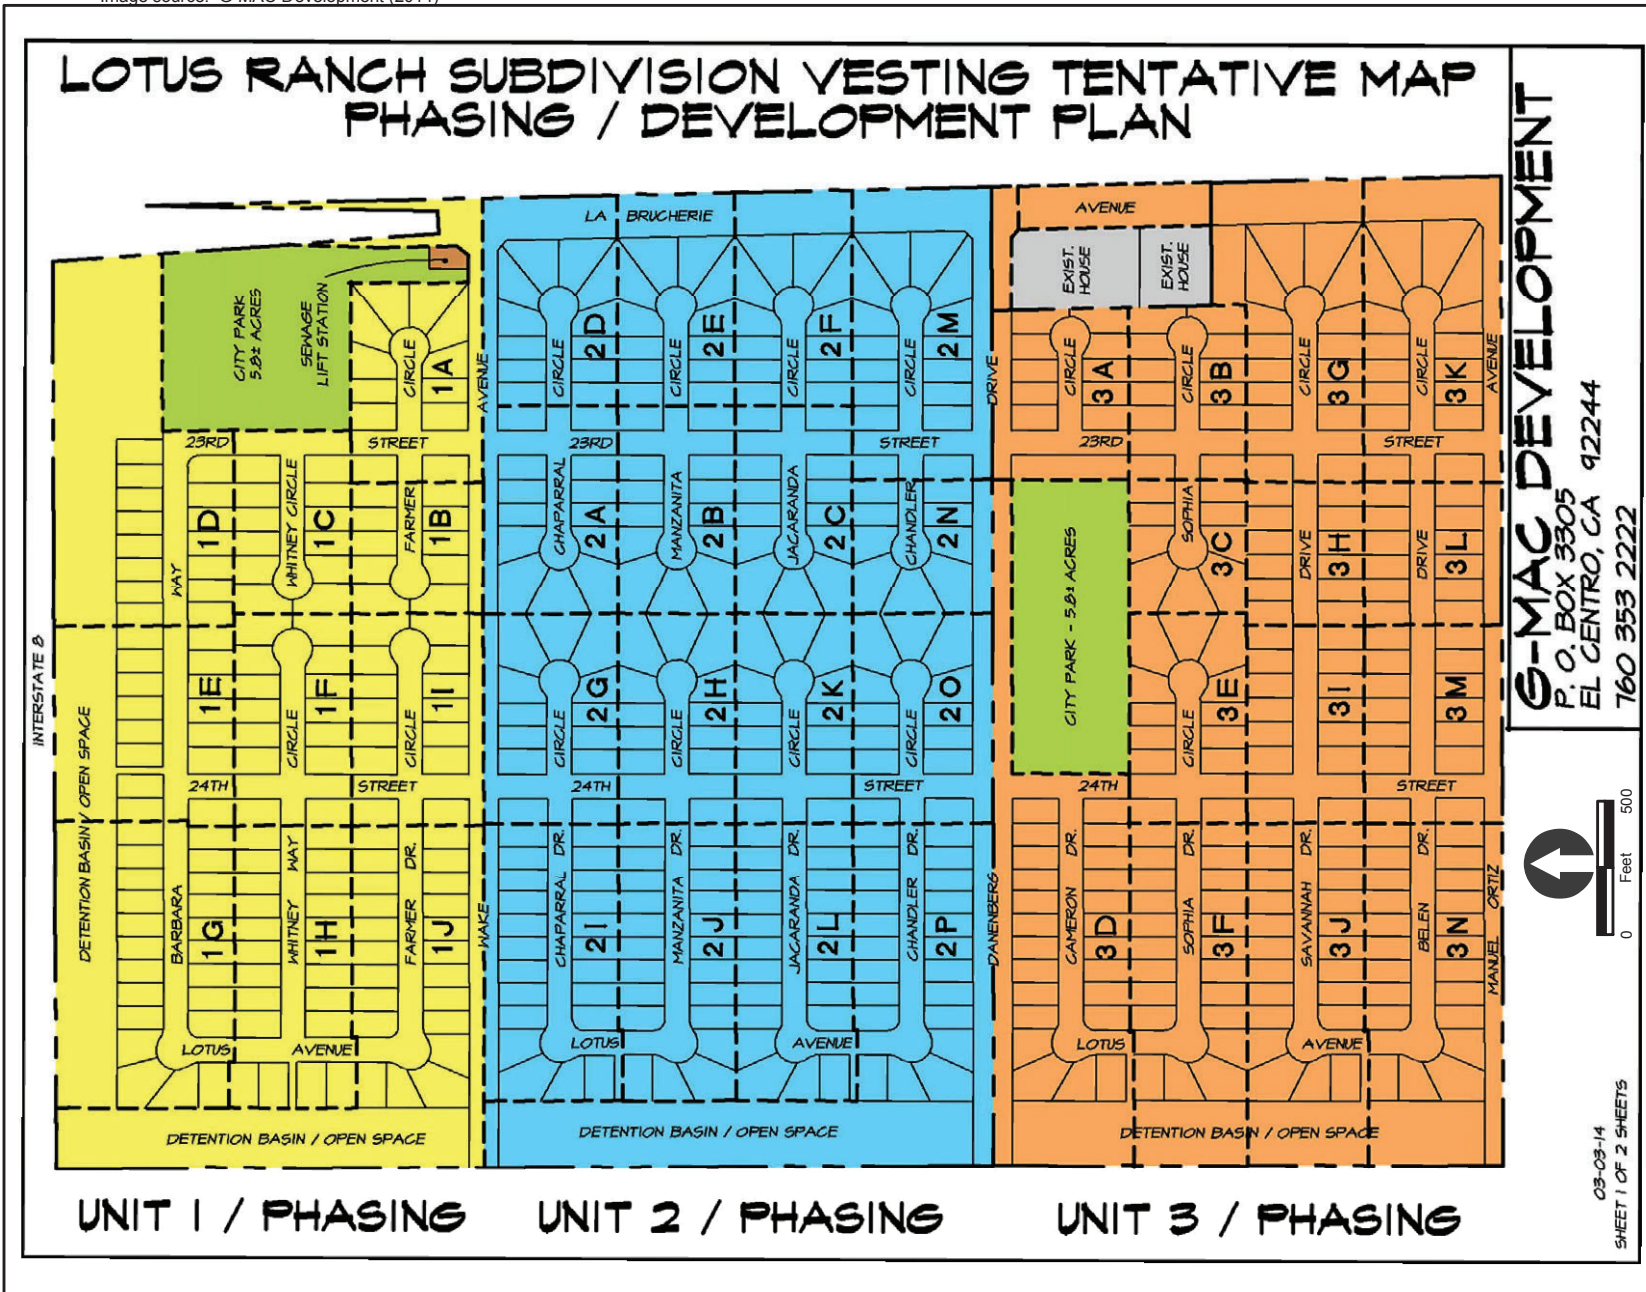 LOTUS RANCH SUBDIVISION VESTING TENTATIVE MAP
PHASING / DEVELOPMENT PLAN
LA BRUCHERIE
AVENUE
CITY PARK
5.8± ACRES
SEWAGE
LIFT STATION
EXIST.
HOUSE
EXIST.
HOUSE
CIRCLE
1A
AVENUE
CIRCLE
2D
CIRCLE
2E
CIRCLE
2F
CIRCLE
2M
DRIVE
CIRCLE
3A
CIRCLE
3B
CIRCLE
3G
CIRCLE
3K
AVENUE
23RD
STREET
23RD
STREET
23RD
STREET
WAY
1D
WHITNEY CIRCLE
1C
FARMER
1B
CHAPARRAL
2A
MANZANITA
2B
JACARANDA
2C
CHANDLER
2N
CITY PARK - 5.8± ACRES
SOPHIA
3C
DRIVE
3H
DRIVE
3L
INTERSTATE 8
1E
CIRCLE
1F
CIRCLE
1I
CIRCLE
2G
CIRCLE
2H
CIRCLE
2K
CIRCLE
2O
CIRCLE
3E
3I
3M
24TH
STREET
24TH
STREET
24TH
STREET
DETENTION BASIN / OPEN SPACE
BARBARA
1G
WHITNEY WAY
1H
FARMER DR.
1J
WAKE
CHAPARRAL DR.
2I
MANZANITA DR.
2J
JACARANDA DR.
2L
CHANDLER DR.
2P
DANENBERG
CAMERON DR.
3D
SOPHIA DR.
3F
SAVANNAH DR.
3J
BELEN DR.
3N
MANUEL ORTIZ
LOTUS
AVENUE
LOTUS
AVENUE
LOTUS
AVENUE
DETENTION BASIN / OPEN SPACE
DETENTION BASIN / OPEN SPACE
DETENTION BASIN / OPEN SPACE
UNIT 1 / PHASING
UNIT 2 / PHASING
UNIT 3 / PHASING
G-MAC DEVELOPMENT
P. O. BOX 3305
EL CENTRO, CA 92244
760 353 2222
0
Feet
500
03-03-14
SHEET 1 OF 2 SHEETS